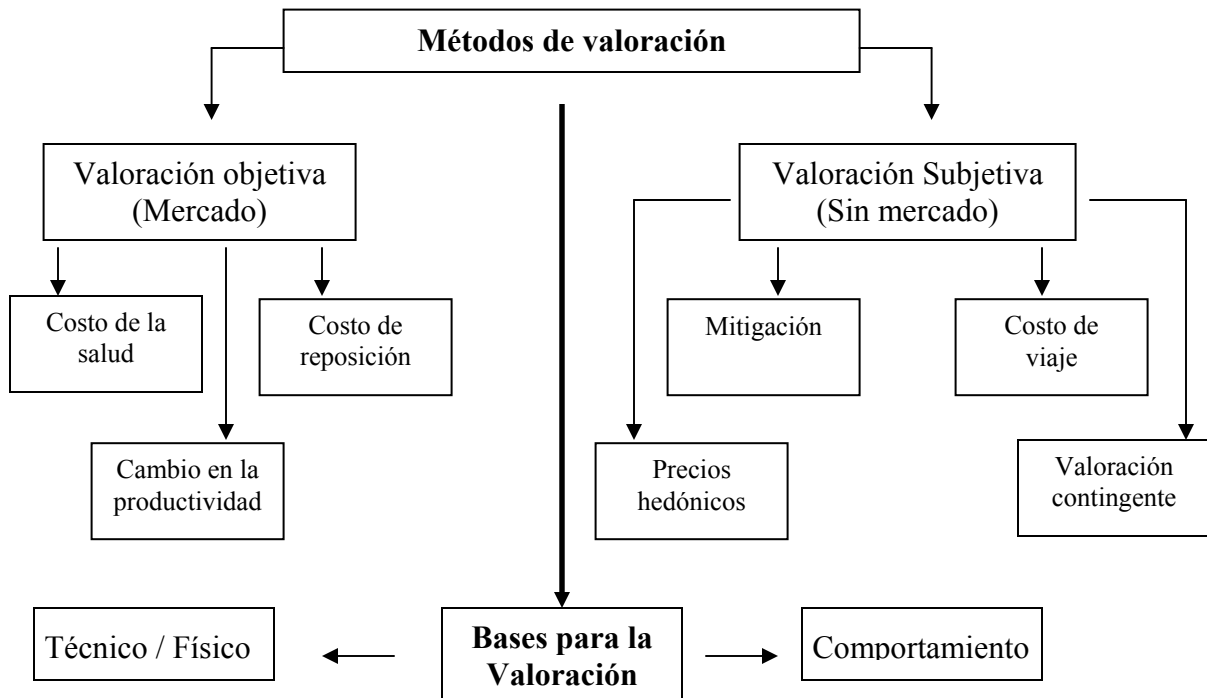 Métodos de valoración
Valoración objetiva
(Mercado)
Valoración Subjetiva
(Sin mercado)
Costo de la
salud
Costo de
reposición
Mitigación
Costo de
viaje
Cambio en la
productividad
Precios
hedónicos
Valoración
contingente
Técnico / Físico
Bases para la
Valoración
Comportamiento